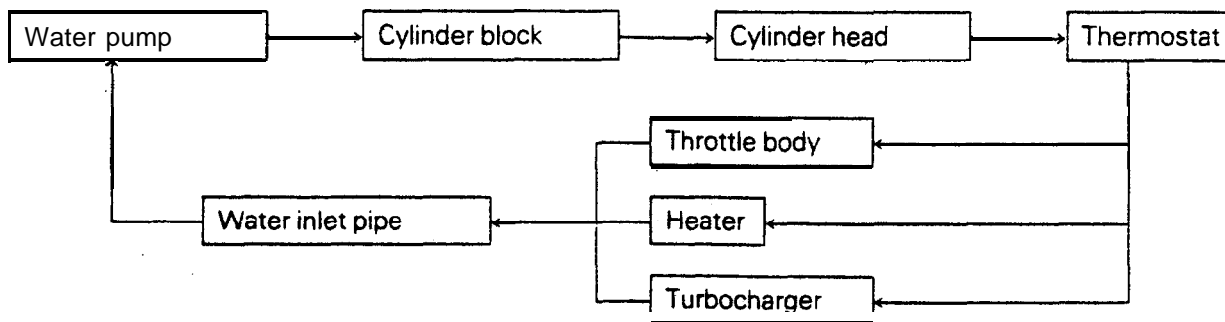 Water pump
Cylinder block
Cylinder head
Thermostat
Throttle body
Water inlet pipe
Heater
Turbocharger